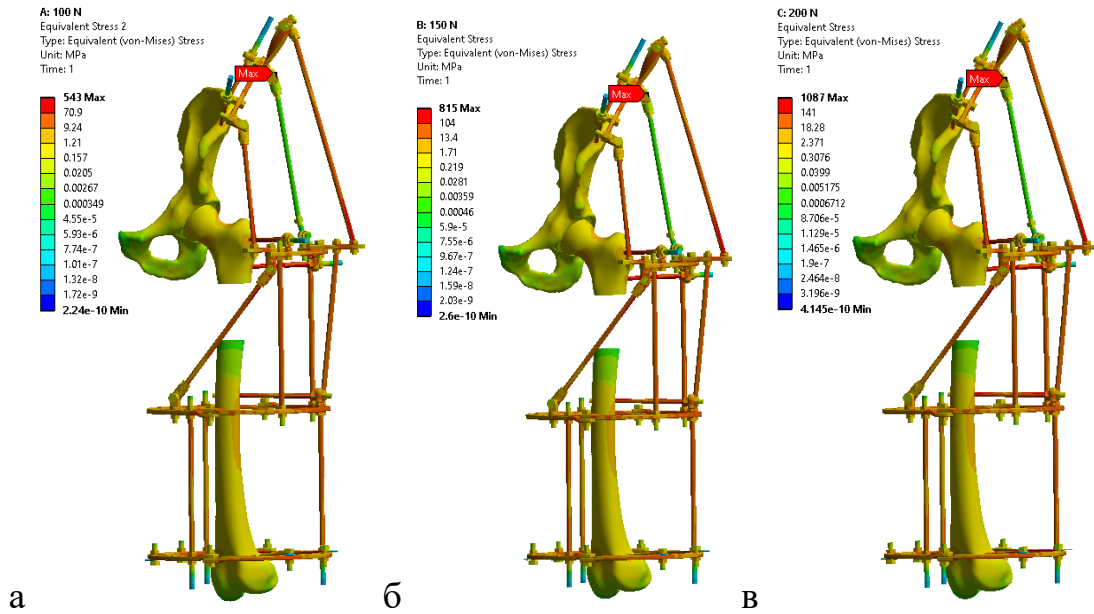 A: 100 N
Equivalent Stress 2
Type: Equivalent (von-Mises) Stress
Unit: MPa
Time: 1
Max
543 Max
70.9
9.24
1.21
0.157
0.0205
0.00267
0.000349
4.55e-5
5.93e-6
7.74e-7
1.01e-7
1.32e-8
1.72e-9
2.24e-10 Min
а
B: 150 N
Equivalent Stress
Type: Equivalent (von-Mises) Stress
Unit: MPa
Time: 1
Max
815 Max
104
13.4
1.71
0.219
0.0281
0.00359
0.00046
5.9e-5
7.55e-6
9.67e-7
1.24e-7
1.59e-8
2.03e-9
2.6e-10 Min
б
C: 200 N
Equivalent Stress
Type: Equivalent (von-Mises) Stress
Unit: MPa
Time: 1
Max
1087 Max
141
18.28
2.371
0.3076
0.0399
0.005175
0.0006712
8.706e-5
1.129e-5
1.465e-6
1.9e-7
2.464e-8
3.196e-9
4.145e-10 Min
в